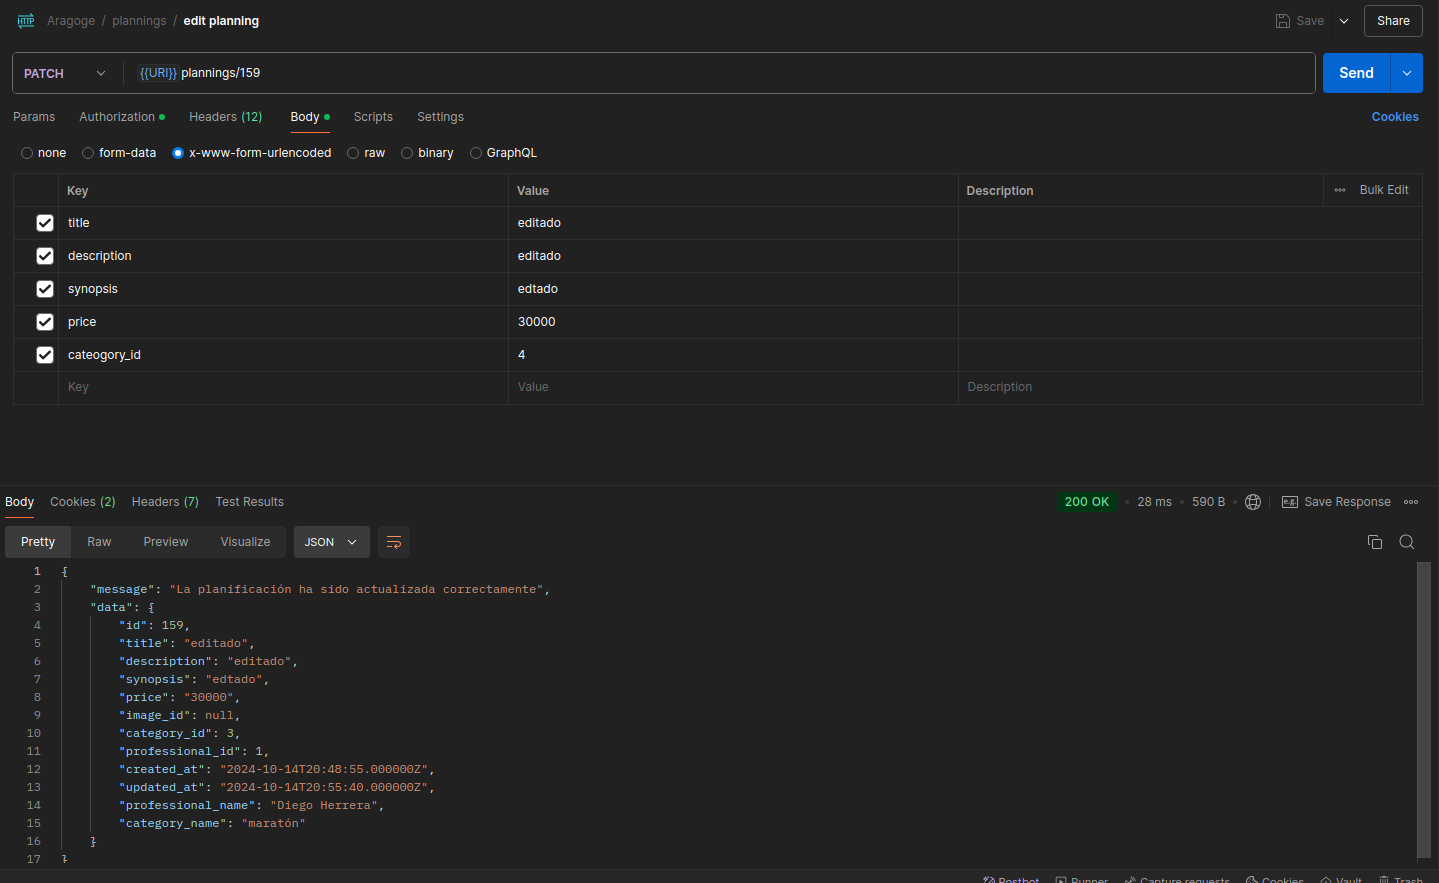 HTTP Aragoge / plannings / edit planning Save Share
PATCH {{URI}} plannings/159 Send
Params Authorization Headers (12) Body Scripts Settings Cookies
none form-data x-www-form-urlencoded raw binary GraphQL
Key Value Description Bulk Edit
title editado
description editado
synopsis edtado
price 30000
cateogory_id 4
Key Value Description
Body Cookies (2) Headers (7) Test Results 200 OK 28 ms 590 B e.g. Save Response
Pretty Raw Preview Visualize JSON
1 {
2 "message": "La planificación ha sido actualizada correctamente",
3 "data": {
4 "id": 159,
5 "title": "editado",
6 "description": "editado",
7 "synopsis": "edtado",
8 "price": "30000",
9 "image_id": null,
10 "category_id": 3,
11 "professional_id": 1,
12 "created_at": "2024-10-14T20:48:55.000000Z",
13 "updated_at": "2024-10-14T20:55:40.000000Z",
14 "professional_name": "Diego Herrera",
15 "category_name": "maratón"
16 }
17 }
Postbot Runner Capture requests Cookies Vault Trash